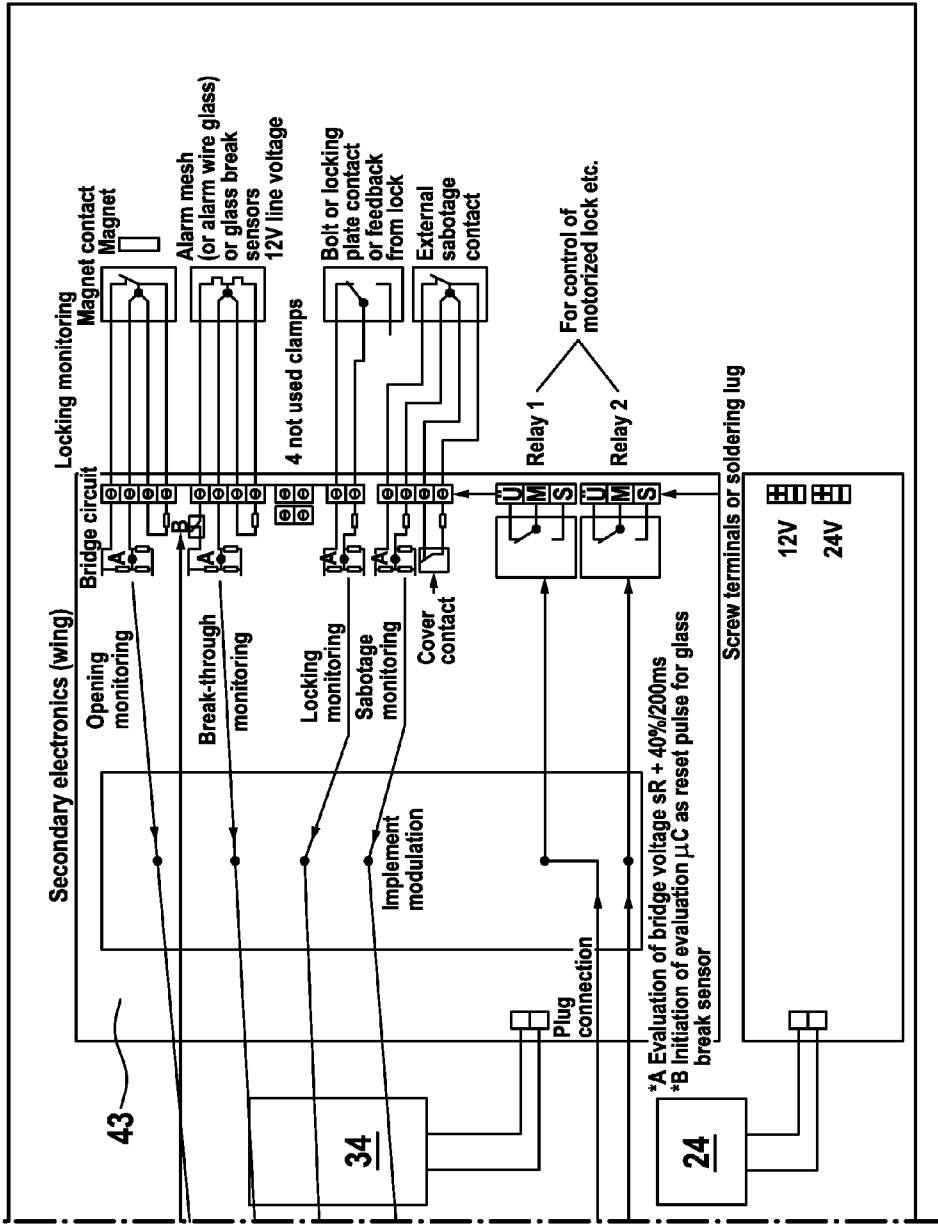 Secondary electronics (wing)
43
34
24
Opening
monitoring
Break-through
monitoring
Locking
monitoring
Sabotage
monitoring
Implement
modulation
Plug
connection
Bridge circuit
A
B
A
A
A
Cover
contact
Locking monitoring
Magnet contact
Magnet
Alarm mesh
(or alarm wire glass)
or glass break
sensors
12V line voltage
4 not used clamps
Bolt or locking
plate contact
or feedback
from lock
External
sabotage
contact
Ü
M
S
Relay 1
Ü
M
S
Relay 2
For control of
motorized lock etc.
*A Evaluation of bridge voltage sR + 40%/200ms
*B Initiation of evaluation µC as reset pulse for glass
break sensor
Screw terminals or soldering lug
12V
24V